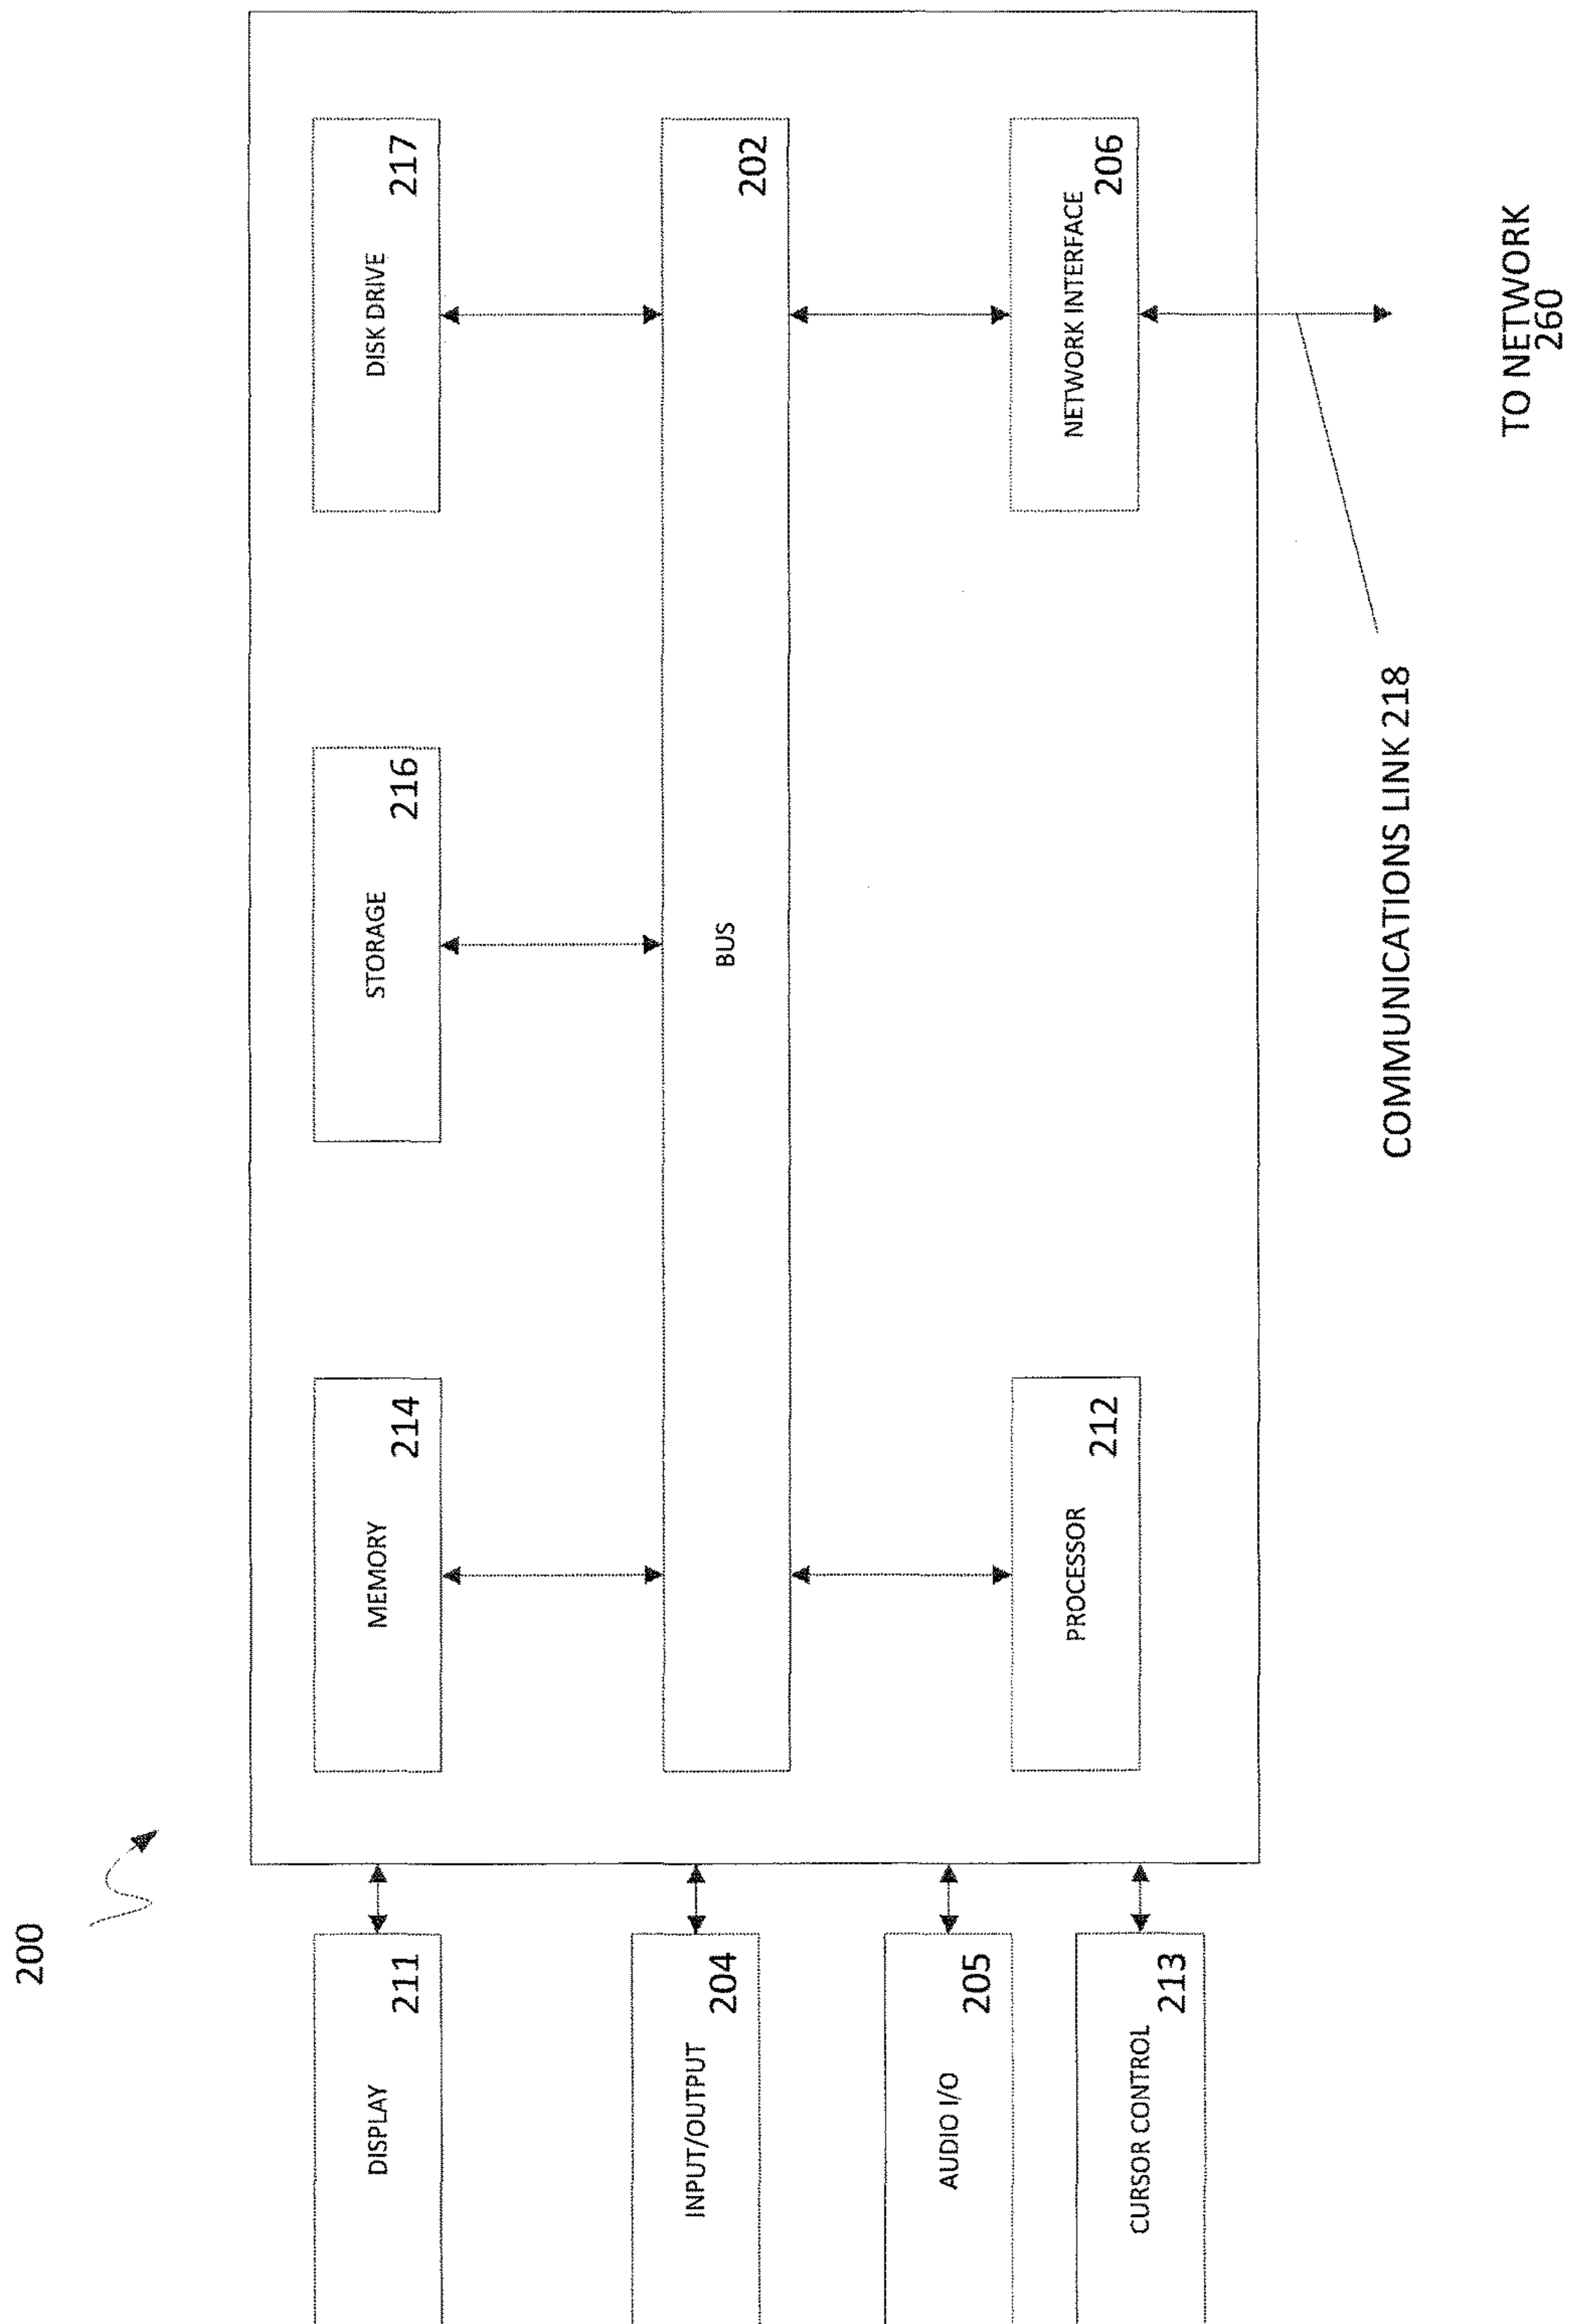 200
DISPLAY
211
INPUT/OUTPUT
204
AUDIO I/O
205
CURSOR CONTROL
213
MEMORY
214
STORAGE
216
DISK DRIVE
217
BUS
202
PROCESSOR
212
NETWORK INTERFACE
206
COMMUNICATIONS LINK 218
TO NETWORK
260